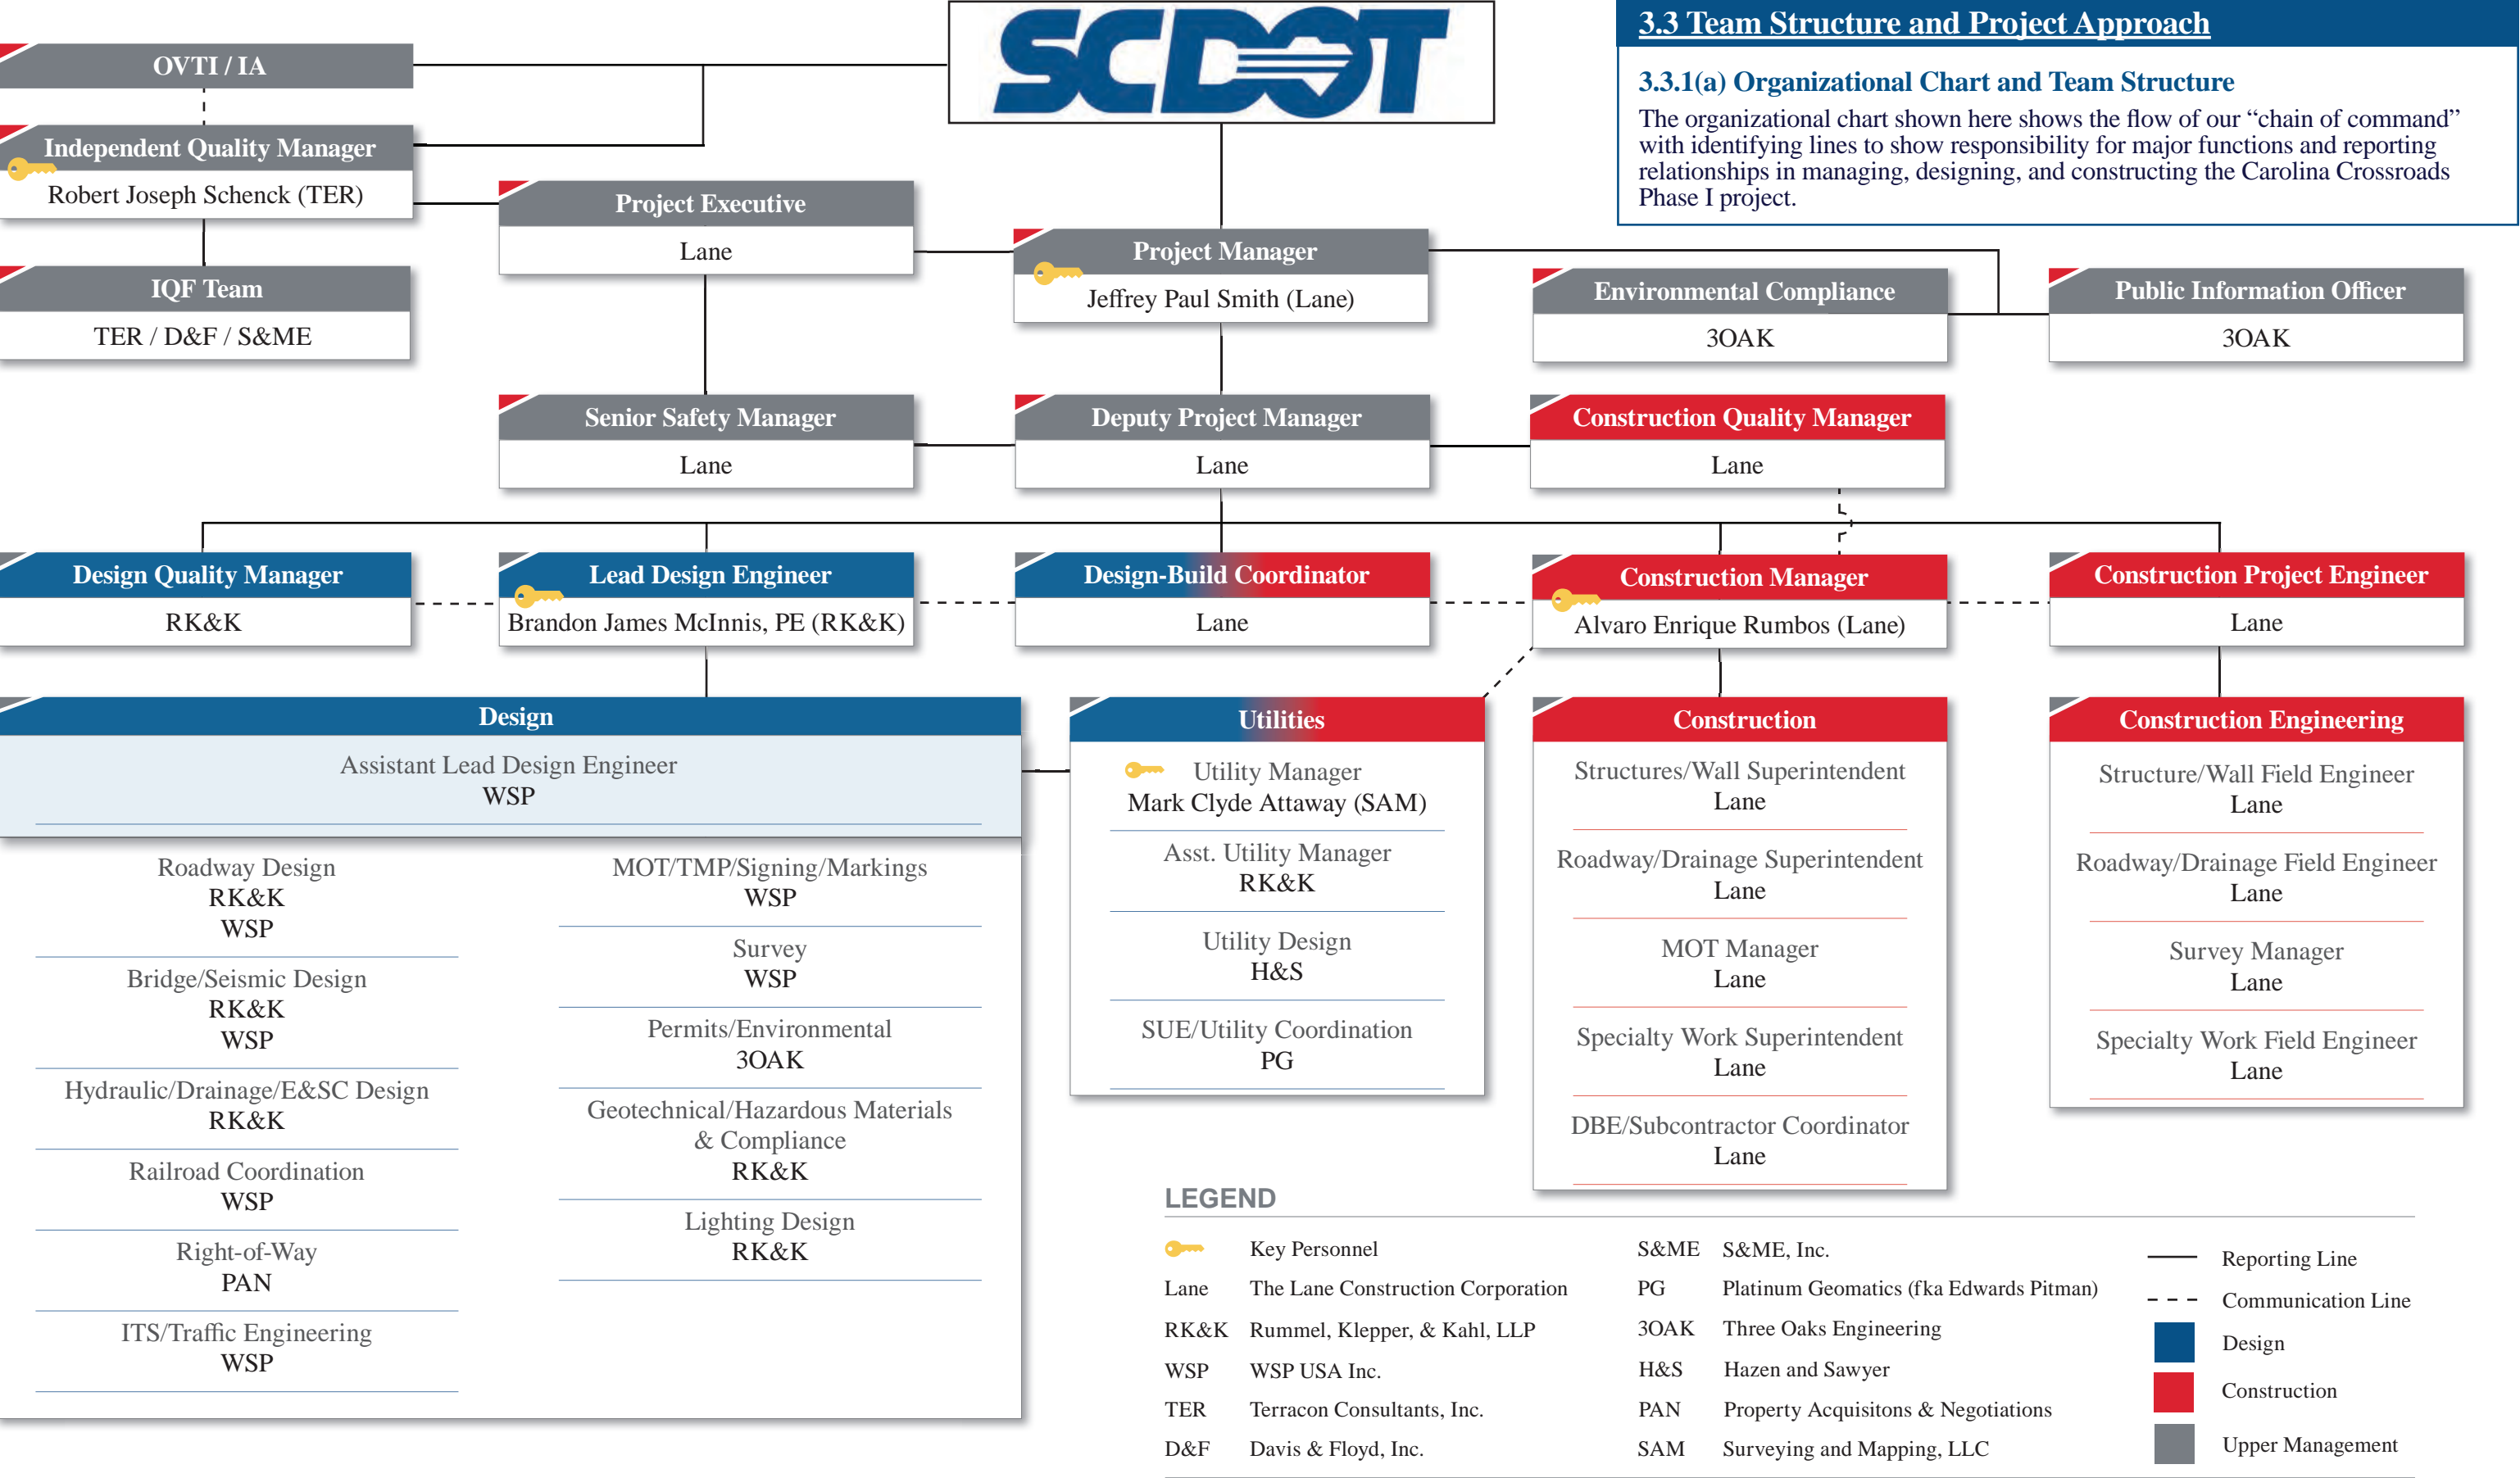 SCDOT
3.3 Team Structure and Project Approach
3.3.1(a) Organizational Chart and Team Structure
The organizational chart shown here shows the flow of our “chain of command”
with identifying lines to show responsibility for major functions and reporting
relationships in managing, designing, and constructing the Carolina Crossroads
Phase I project.
OVTI / IA
Independent Quality Manager
Robert Joseph Schenck (TER)
IQF Team
TER / D&F / S&ME
Project Executive
Lane
Project Manager
Jeffrey Paul Smith (Lane)
Environmental Compliance
3OAK
Public Information Officer
3OAK
Senior Safety Manager
Lane
Deputy Project Manager
Lane
Construction Quality Manager
Lane
Design Quality Manager
RK&K
Lead Design Engineer
Brandon James McInnis, PE (RK&K)
Design-Build Coordinator
Lane
Construction Manager
Alvaro Enrique Rumbos (Lane)
Construction Project Engineer
Lane
Design
Assistant Lead Design Engineer
WSP
Roadway Design
RK&K
WSP
Bridge/Seismic Design
RK&K
WSP
Hydraulic/Drainage/E&SC Design
RK&K
Railroad Coordination
WSP
Right-of-Way
PAN
ITS/Traffic Engineering
WSP
MOT/TMP/Signing/Markings
WSP
Survey
WSP
Permits/Environmental
3OAK
Geotechnical/Hazardous Materials
& Compliance
RK&K
Lighting Design
RK&K
Utilities
Utility Manager
Mark Clyde Attaway (SAM)
Asst. Utility Manager
RK&K
Utility Design
H&S
SUE/Utility Coordination
PG
Construction
Structures/Wall Superintendent
Lane
Roadway/Drainage Superintendent
Lane
MOT Manager
Lane
Specialty Work Superintendent
Lane
DBE/Subcontractor Coordinator
Lane
Construction Engineering
Structure/Wall Field Engineer
Lane
Roadway/Drainage Field Engineer
Lane
Survey Manager
Lane
Specialty Work Field Engineer
Lane
LEGEND
Key Personnel
Lane The Lane Construction Corporation
RK&K Rummel, Klepper, & Kahl, LLP
WSP WSP USA Inc.
TER Terracon Consultants, Inc.
D&F Davis & Floyd, Inc.
S&ME S&ME, Inc.
PG Platinum Geomatics (fka Edwards Pitman)
3OAK Three Oaks Engineering
H&S Hazen and Sawyer
PAN Property Acquisitons & Negotiations
SAM Surveying and Mapping, LLC
Reporting Line
Communication Line
Design
Construction
Upper Management